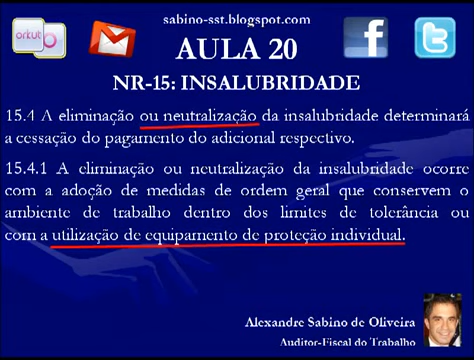 sabino-sst.blogspot.com
orkut
AULA 20
NR-15: INSALUBRIDADE
15.4 A eliminação ou neutralização da insalubridade determinará
a cessação do pagamento do adicional respectivo.
15.4.1 A eliminação ou neutralização da insalubridade ocorre
com a adoção de medidas de ordem geral que conservem o
ambiente de trabalho dentro dos limites de tolerância ou
com a utilização de equipamento de proteção individual.
Alexandre Sabino de Oliveira
Auditor-Fiscal do Trabalho